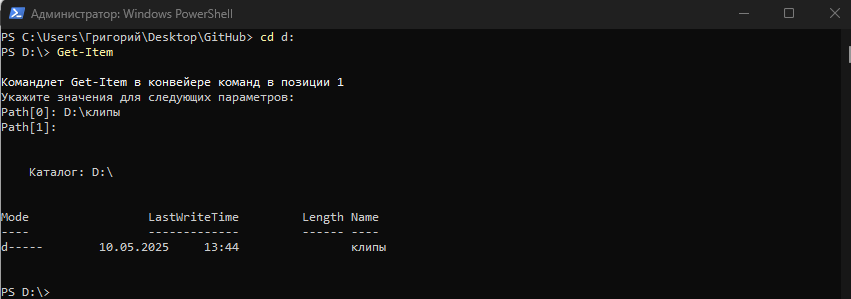 Администратор: Windows PowerShell
PS C:\Users\Григорий\Desktop\GitHub> cd d:
PS D:\> Get-Item
Командлет Get-Item в конвейере команд в позиции 1
Укажите значения для следующих параметров:
Path[0]: D:\клипы
Path[1]:
Каталог: D:\
Mode LastWriteTime Length Name
---- ------------- ------ ----
d----- 10.05.2025 13:44 клипы
PS D:\>